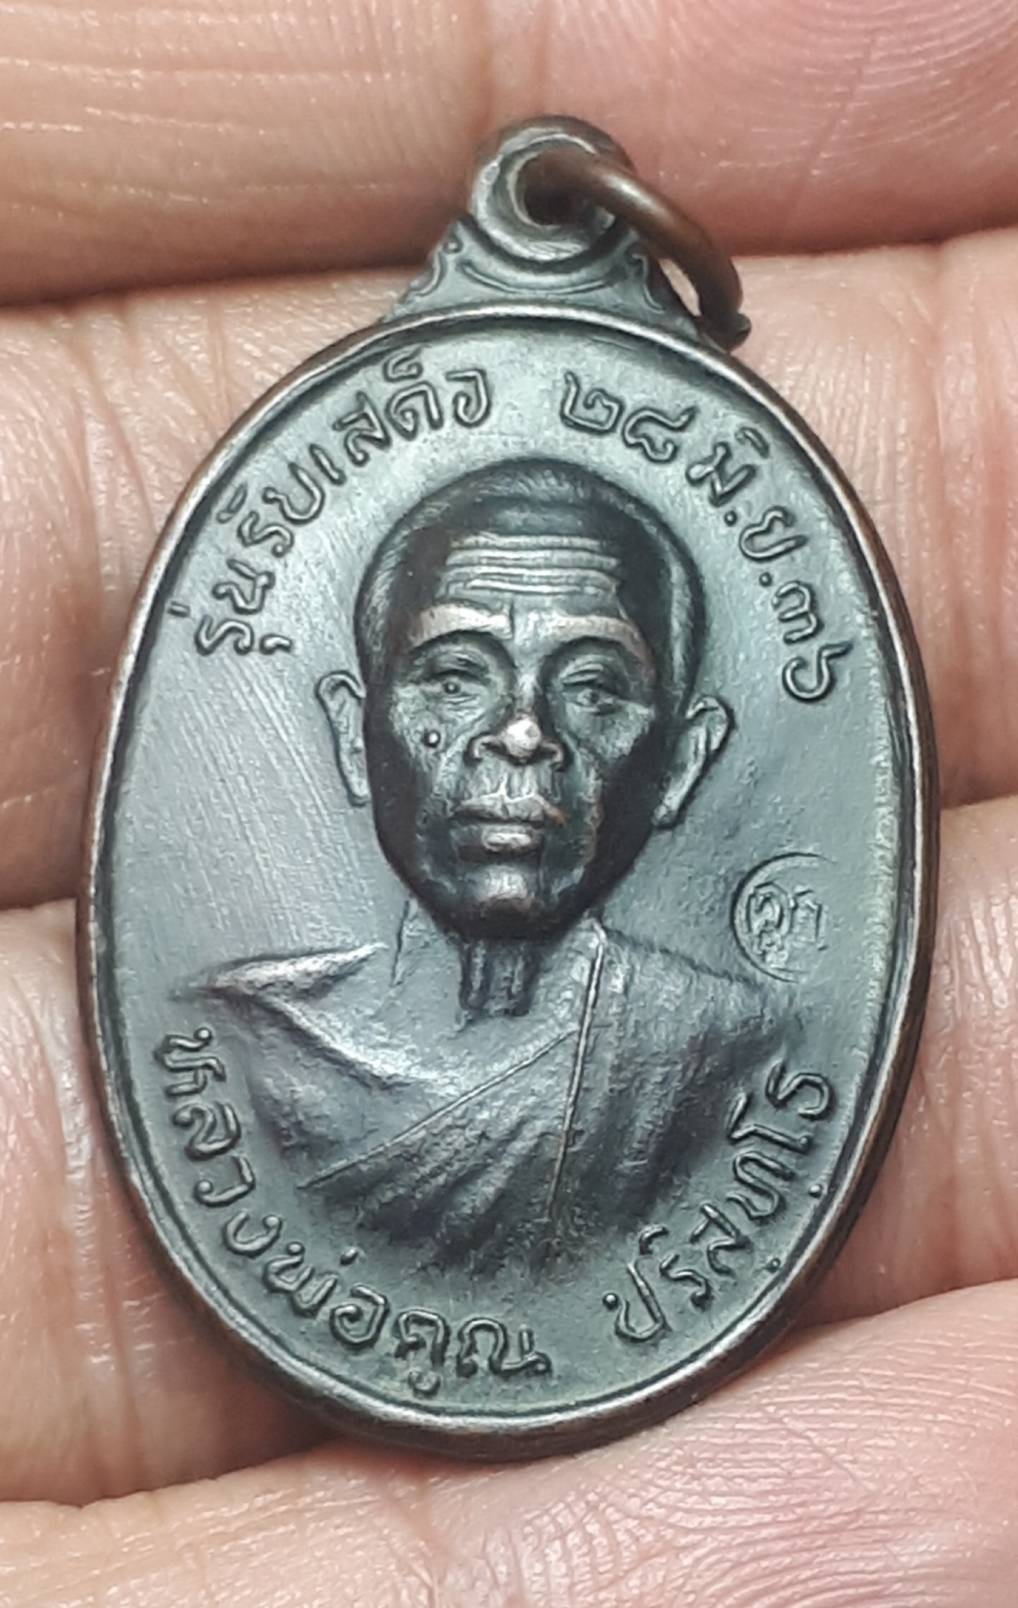 รุ่นรับเสด็จ ๒๘ มิ.ย.๓๖
หลวงพ่อคูณ ปริสุทฺโธ